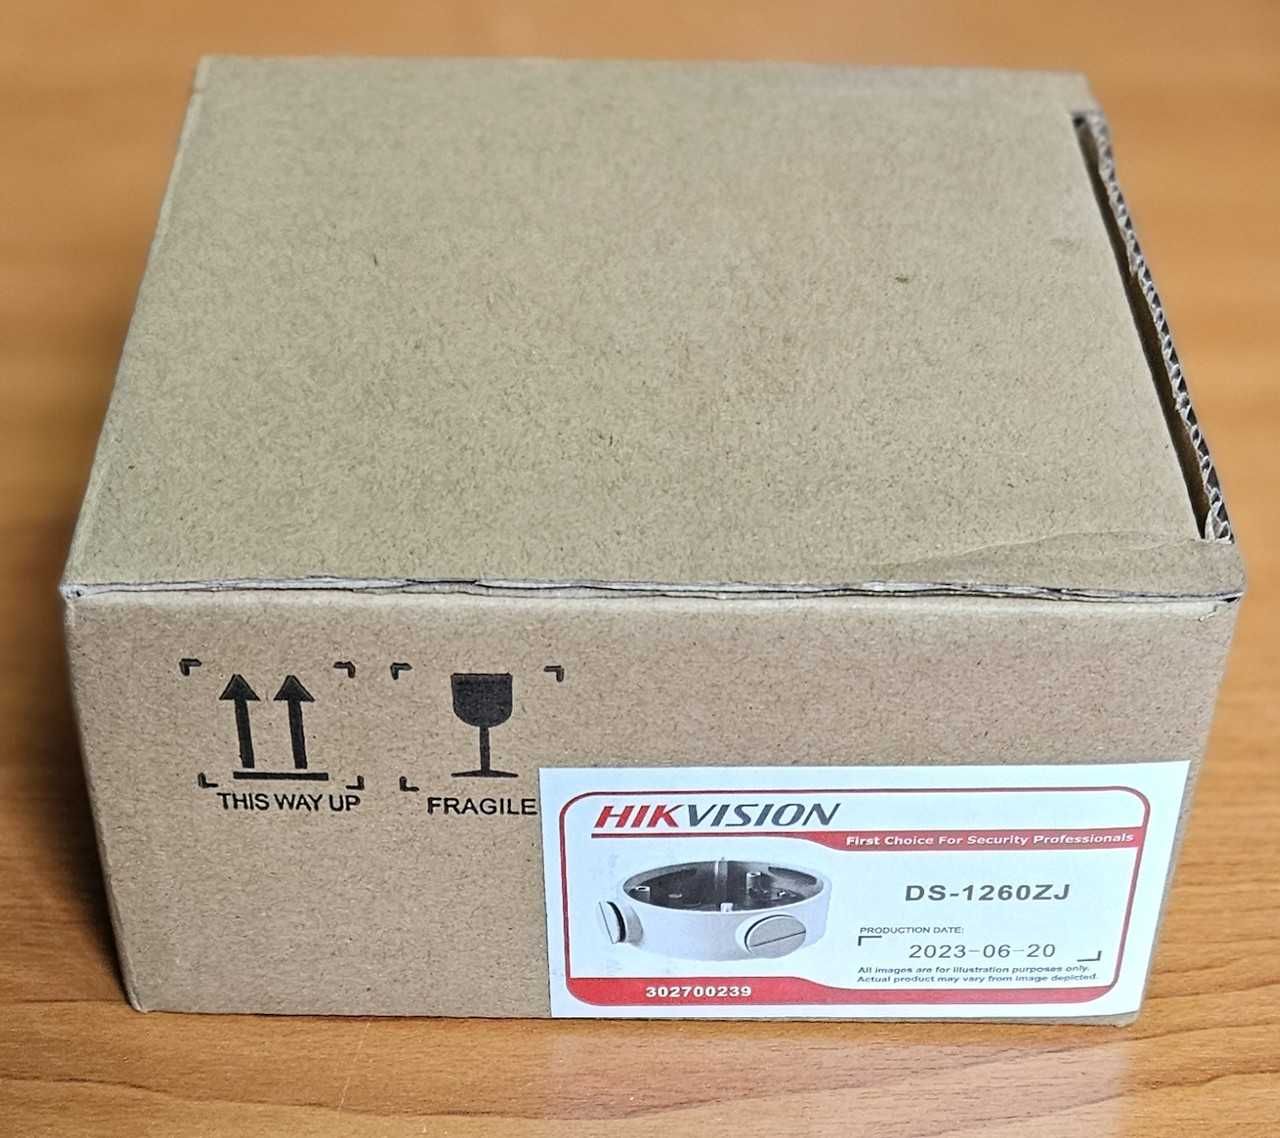 THIS WAY UP
FRAGILE
HIKVISION
First Choice For Security Professionals
DS-1260ZJ
PRODUCTION DATE:
2023-06-20
All images are for illustration purposes only.
Actual product may vary from image depicted.
302700239